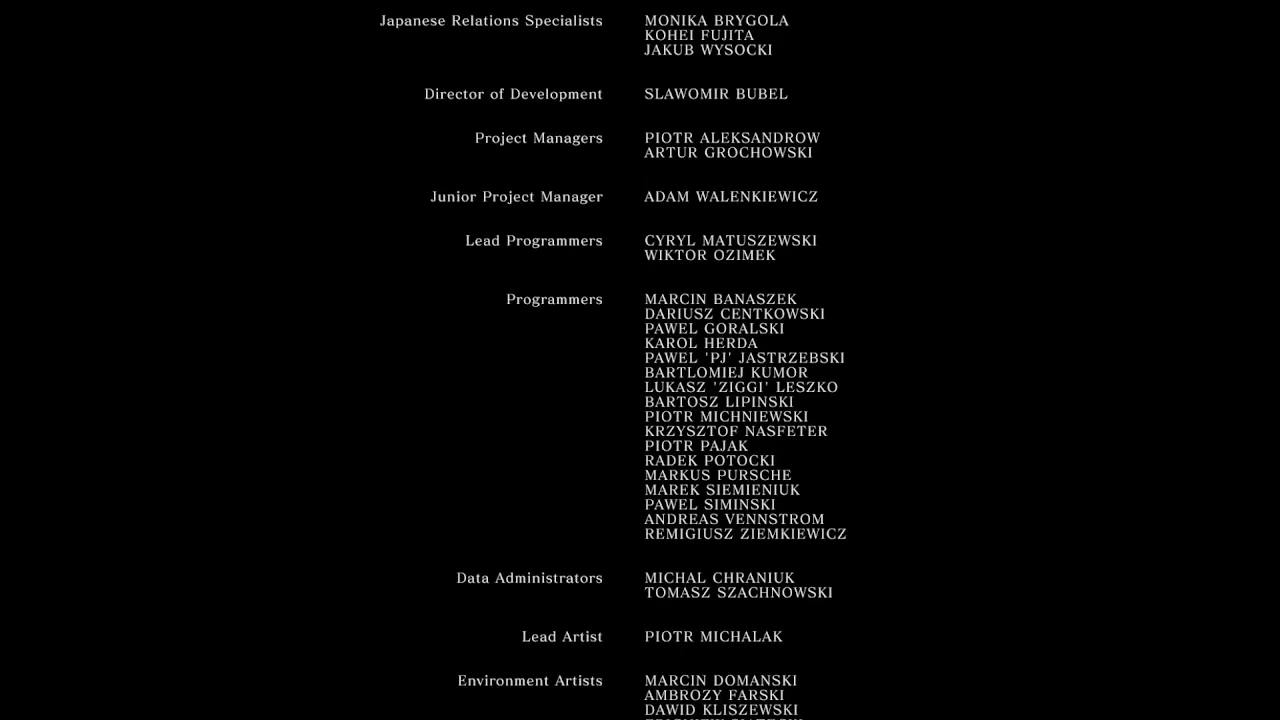 Japanese Relations Specialists MONIKA BRYGOLA
KOHEI FUJITA
JAKUB WYSOCKI
Director of Development SLAWOMIR BUBEL
Project Managers PIOTR ALEKSANDROW
ARTUR GROCHOWSKI
Junior Project Manager ADAM WALENKIEWICZ
Lead Programmers CYRYL MATUSZEWSKI
WIKTOR OZIMEK
Programmers MARCIN BANASZEK
DARIUSZ CENTKOWSKI
PAWEL GORALSKI
KAROL HERDA
PAWEL 'PJ' JASTRZEBSKI
BARTLOMIEJ KUMOR
LUKASZ 'ZIGGI' LESZKO
BARTOSZ LIPINSKI
PIOTR MICHNIEWSKI
KRZYSZTOF NASFETER
PIOTR PAJAK
RADEK POTOCKI
MARKUS PURSCHE
MAREK SIEMIENIUK
PAWEL SIMINSKI
ANDREAS VENNSTROM
REMIGIUSZ ZIEMKIEWICZ
Data Administrators MICHAL CHRANIUK
TOMASZ SZACHNOWSKI
Lead Artist PIOTR MICHALAK
Environment Artists MARCIN DOMANSKI
AMBROZY FARSKI
DAWID KLISZEWSKI